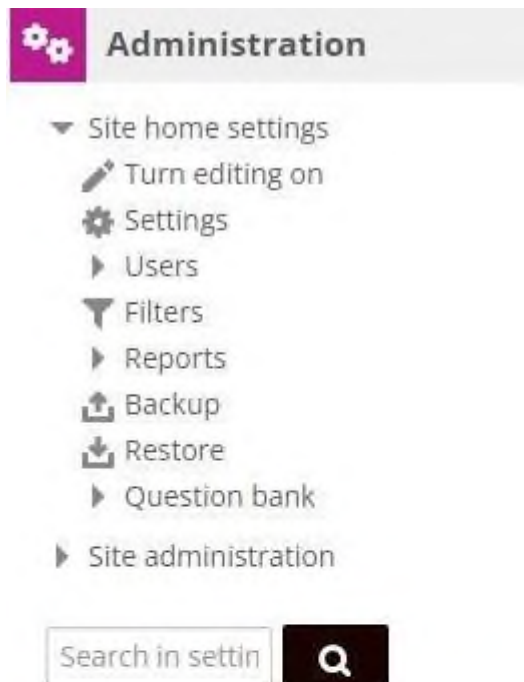 Administration
Site home settings
Turn editing on
Settings
Users
Filters
Reports
Backup
Restore
Question bank
Site administration
Search in settin